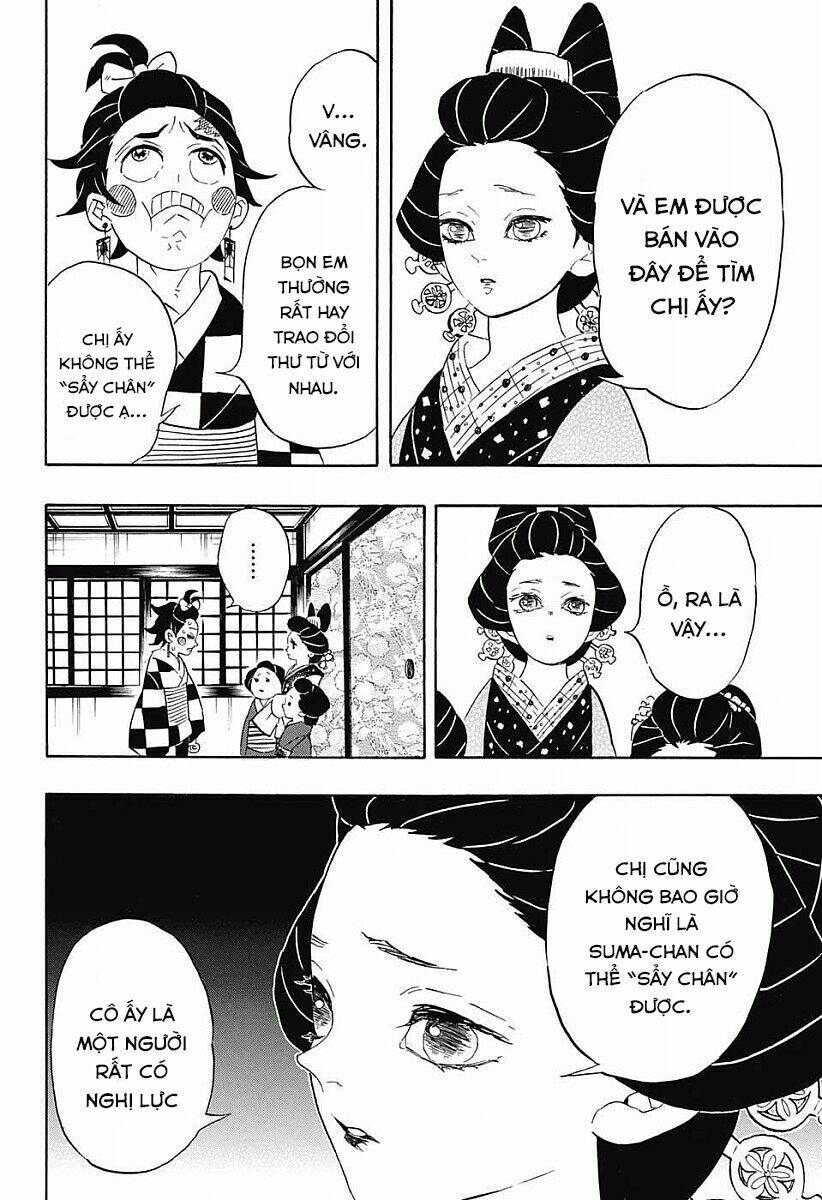 VÀ EM ĐƯỢC
BÁN VÀO
ĐÂY ĐỂ TÌM
CHỊ ẤY?
V...
VÂNG.
BỌN EM
THƯỜNG
RẤT HAY
TRAO ĐỔI
THƯ TỪ VỚI
NHAU.
CHỊ ẤY
KHÔNG THỂ
“SẨY CHÂN”
ĐƯỢC Ạ...
Ồ, RA LÀ
VẬY...
......
CHỊ CŨNG
KHÔNG BAO GIỜ
NGHĨ LÀ
SUMA-CHAN CÓ
THỂ “SẨY CHÂN”
ĐƯỢC.
CÔ ẤY LÀ
MỘT NGƯỜI
RẤT CÓ
NGHỊ LỰC